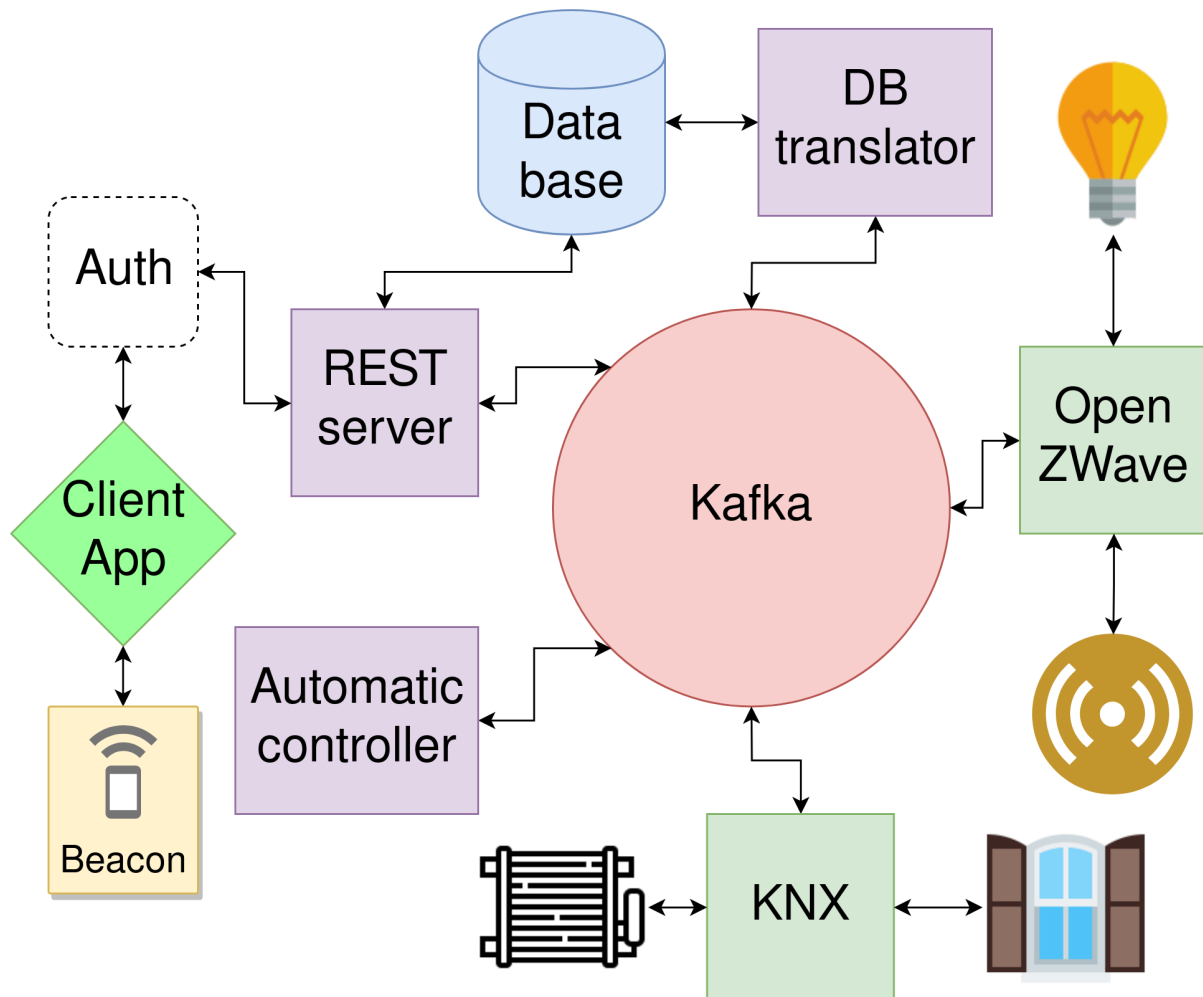 Data
base
DB
translator
Auth
REST
server
Open
ZWave
Client
App
Kafka
Automatic
controller
Beacon
KNX